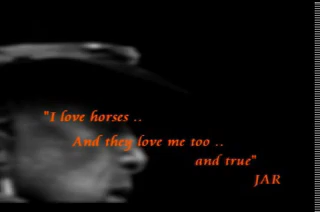 "I love horses ..
And they love me too ..
and true"
JAR